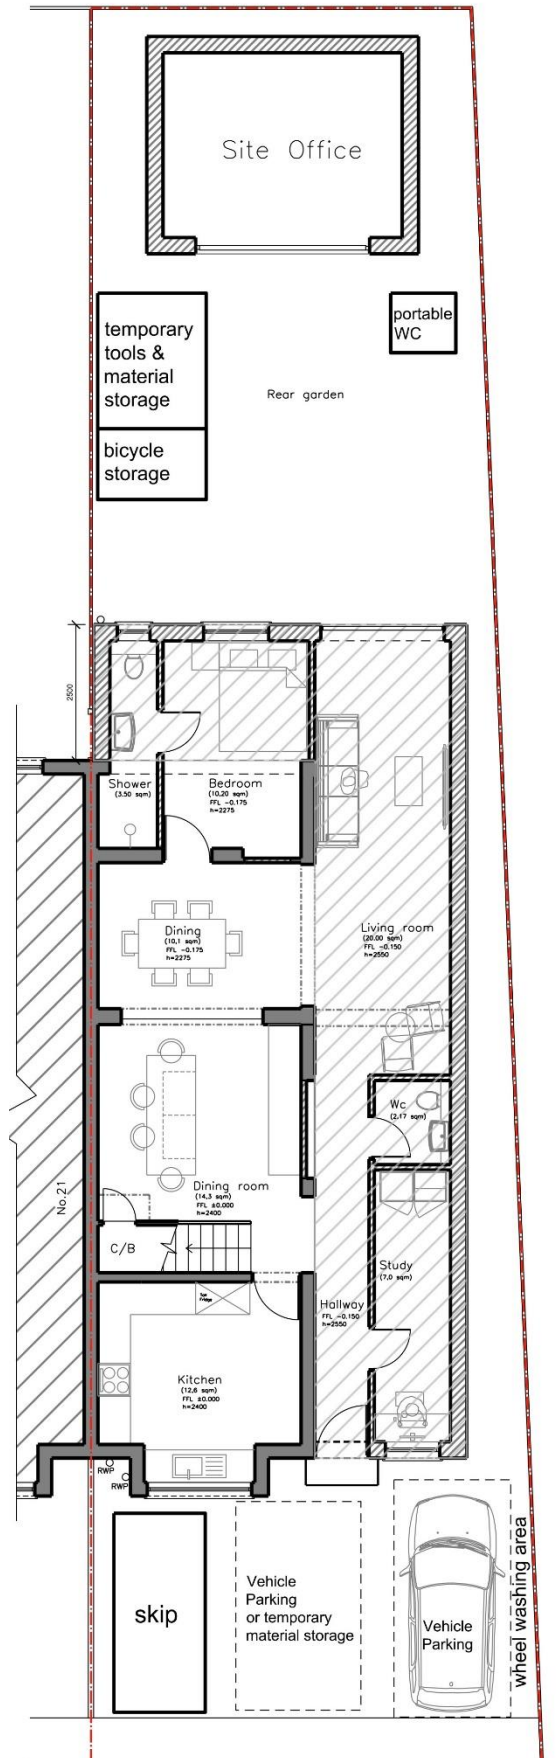 Site Office
temporary
tools &
material
storage
portable
WC
Rear garden
bicycle
storage
2500
Shower
(3.50 sqm)
Bedroom
(10,20 sqm)
FFL -0.175
h=2275
Dining
(10,1 sqm)
FFL -0.175
h=2275
Living room
(20,00 sqm)
FFL -0.150
h=2550
Wc
(2,17 sqm)
No.21
Dining room
(14,3 sqm)
FFL ±0.000
h=2400
C/B
Study
(7,0 sqm)
Hallway
FFL -0.150
h=2550
Kitchen
(12,6 sqm)
FFL ±0.000
h=2400
RWP
RWP
skip
Vehicle
Parking
or temporary
material storage
Vehicle
Parking
wheel washing area